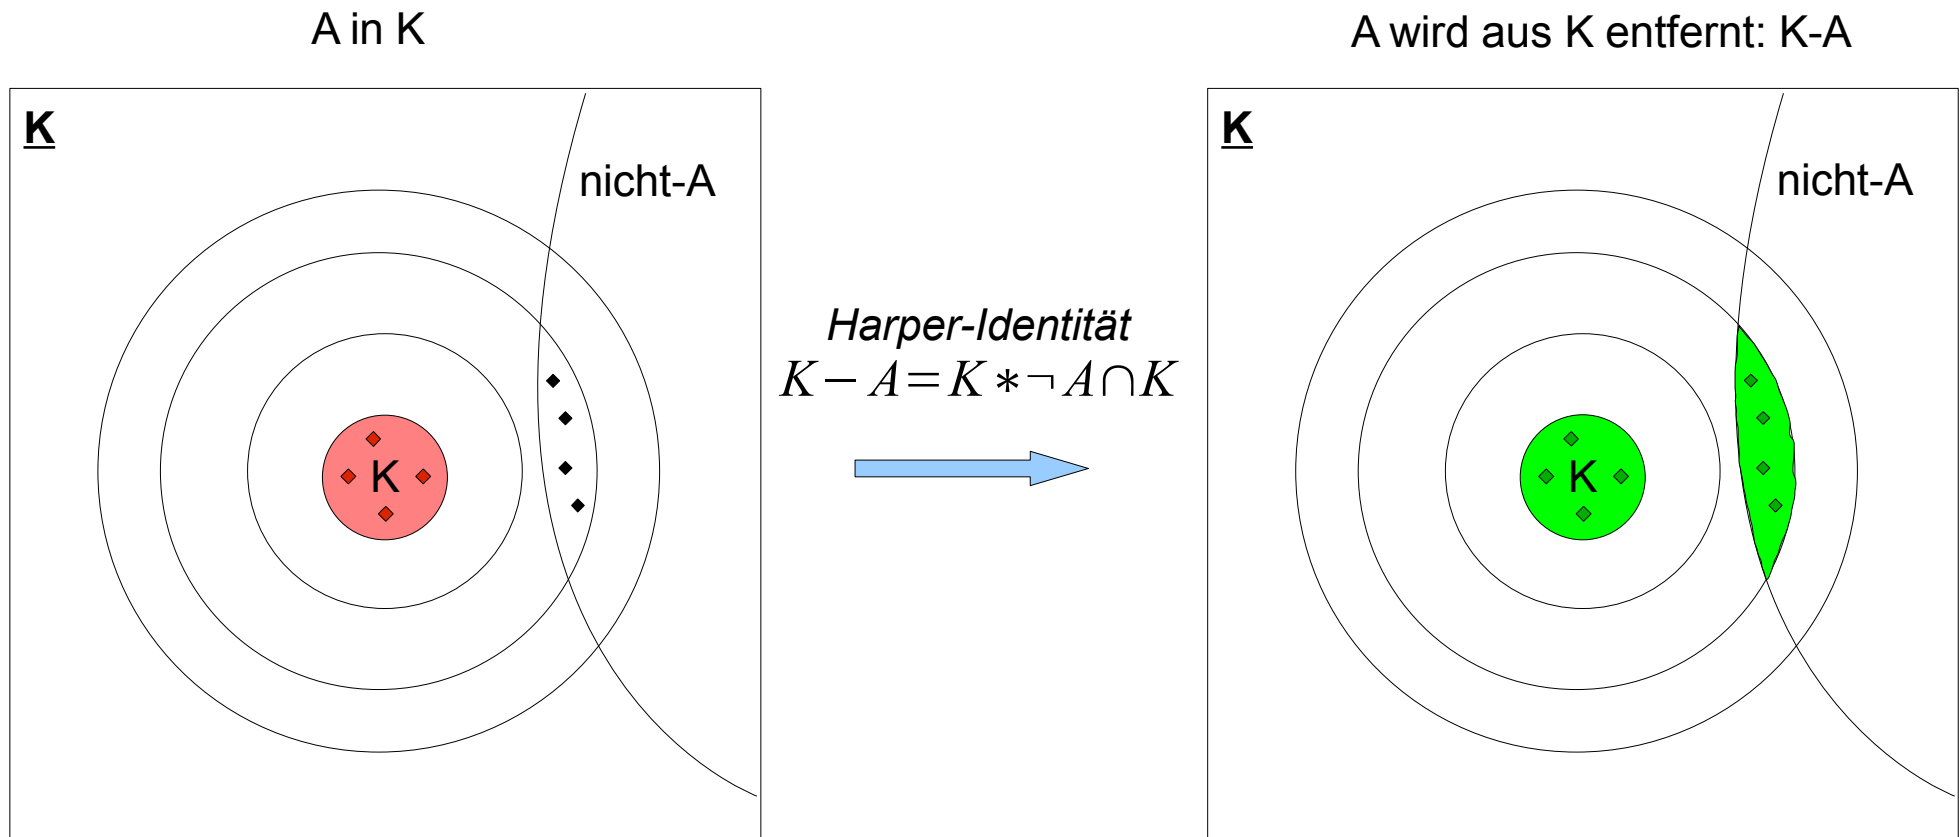 A in K
K
nicht-A
K
Harper-Identität
K − A = K ∗ ¬ A ∩ K
A wird aus K entfernt: K-A
K
nicht-A
K